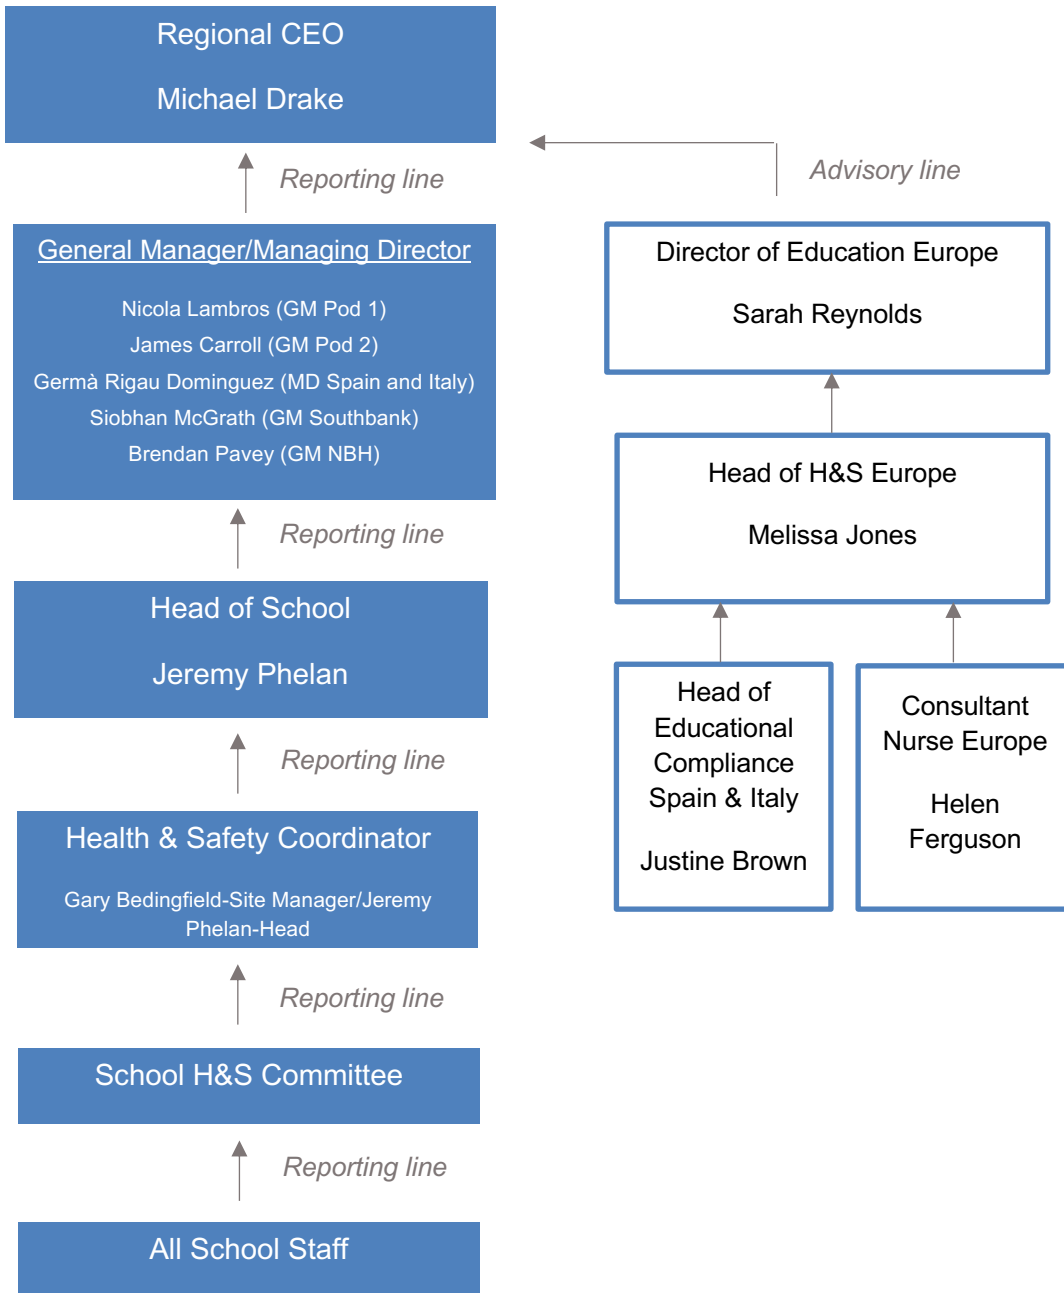 Regional CEO
Michael Drake
Reporting line
General Manager/Managing Director
Nicola Lambros (GM Pod 1)
James Carroll (GM Pod 2)
Germà Rigau Dominguez (MD Spain and Italy)
Siobhan McGrath (GM Southbank)
Brendan Pavey (GM NBH)
Reporting line
Head of School
Jeremy Phelan
Reporting line
Health & Safety Coordinator
Gary Bedingfield-Site Manager/Jeremy
Phelan-Head
Reporting line
School H&S Committee
Reporting line
All School Staff
Advisory line
Director of Education Europe
Sarah Reynolds
Head of H&S Europe
Melissa Jones
Head of
Educational
Compliance
Spain & Italy
Justine Brown
Consultant
Nurse Europe
Helen
Ferguson